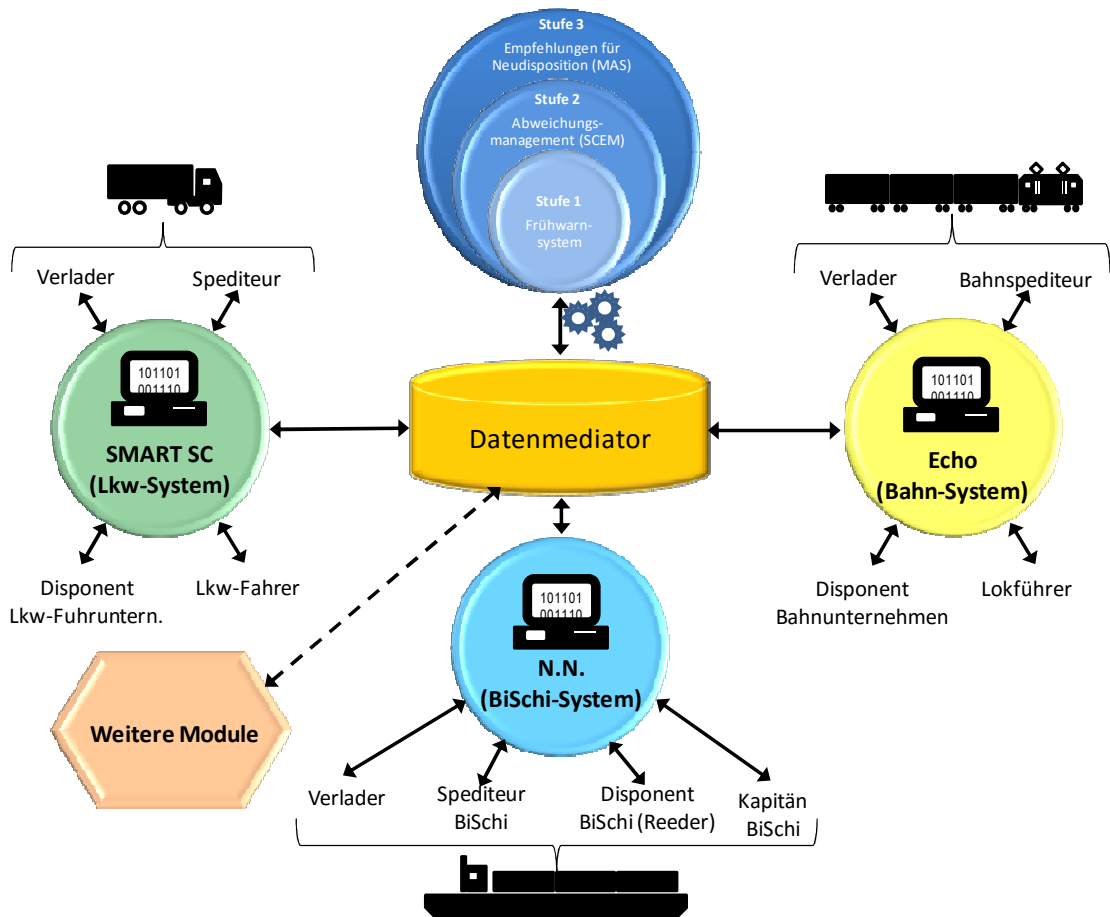 Stufe 3
Empfehlungen für
Neudisposition (MAS)
Stufe 2
Abweichungs-
management (SCEM)
Stufe 1
Frühwarn-
system
Verlader
Spediteur
Verlader
Bahnspediteur
101101
001110
SMART SC
(Lkw-System)
Datenmediator
101101
001110
Echo
(Bahn-System)
Disponent
Lkw-Fuhruntern.
Lkw-Fahrer
101101
001110
N.N.
(BiSchi-System)
Disponent
Bahnunternehmen
Lokführer
Weitere Module
Verlader
Spediteur
BiSchi
Disponent
BiSchi (Reeder)
Kapitän
BiSchi